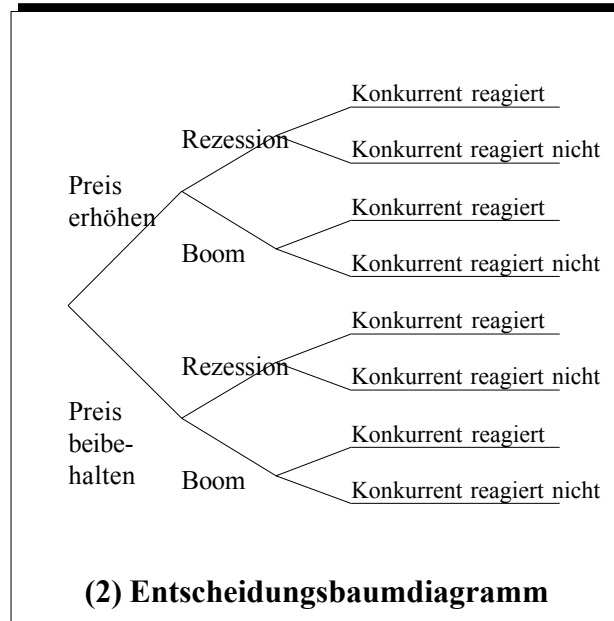 Konkurrent reagiert
Rezession
Konkurrent reagiert nicht
Preis
erhöhen
Konkurrent reagiert
Boom
Konkurrent reagiert nicht
Konkurrent reagiert
Rezession
Konkurrent reagiert nicht
Preis
beibe-
halten
Konkurrent reagiert
Boom
Konkurrent reagiert nicht
(2) Entscheidungsbaumdiagramm